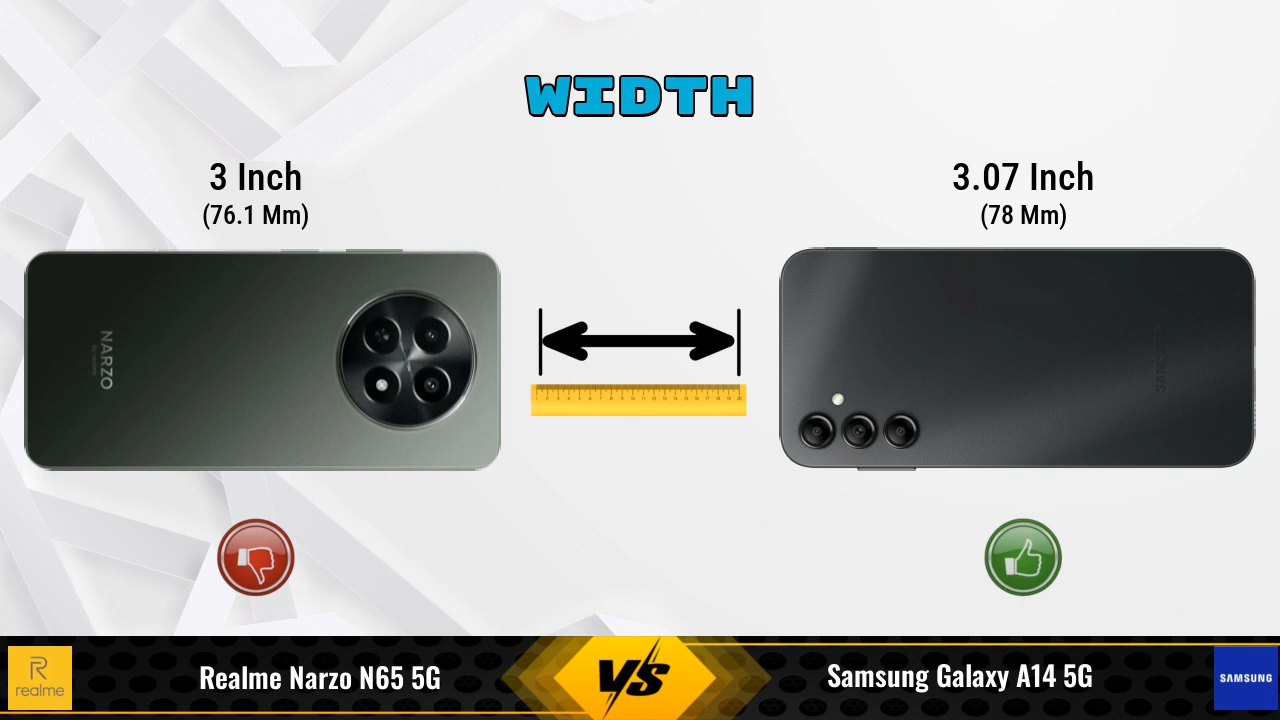 WIDTH
3 Inch
(76.1 Mm)
3.07 Inch
(78 Mm)
NARZO
Realme Narzo N65 5G
VS
Samsung Galaxy A14 5G
realme
SAMSUNG